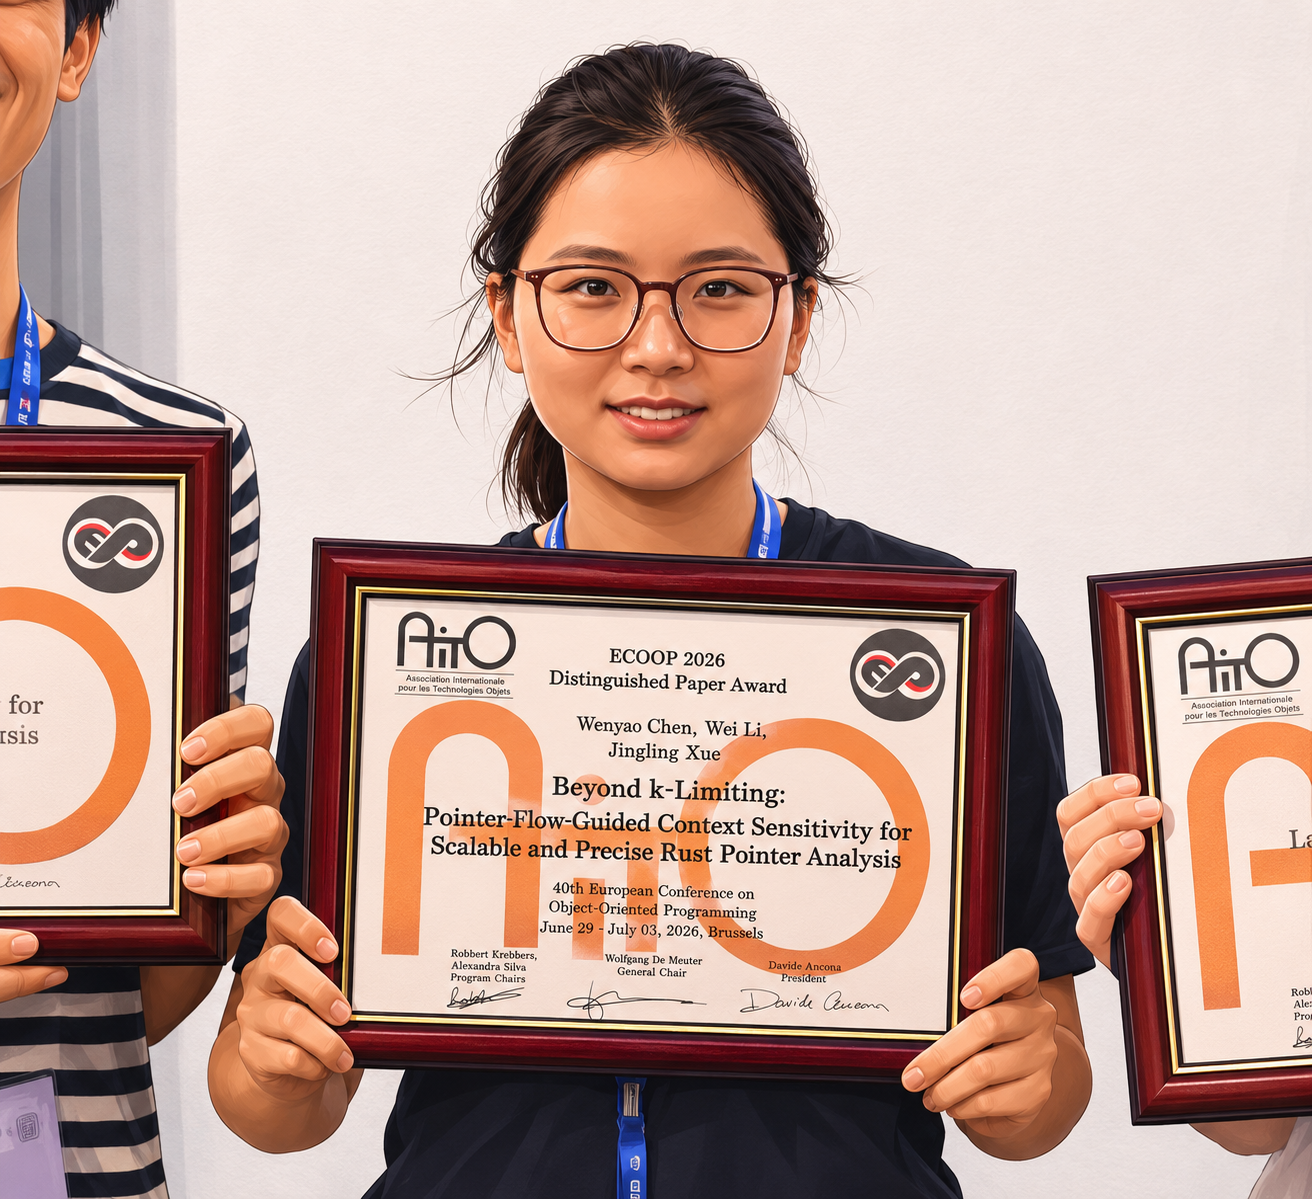 for
AITO
Association Internationale
pour les Technologies Objets
ECOOP 2026
Distinguished Paper Award
Wenyao Chen, Wei Li,
Jingling Xue
Beyond k-Limiting:
Pointer-Flow-Guided Context Sensitivity for
Scalable and Precise Rust Pointer Analysis
40th European Conference on
Object-Oriented Programming
June 29 - July 03, 2026, Brussels
Robbert Krebbers,
Alexandra Silva
Program Chairs
Wolfgang De Meuter
General Chair
Davide Ancona
President
Davide Ancona
AITO
AITO
Association Internationale
pour les Technologies Objets